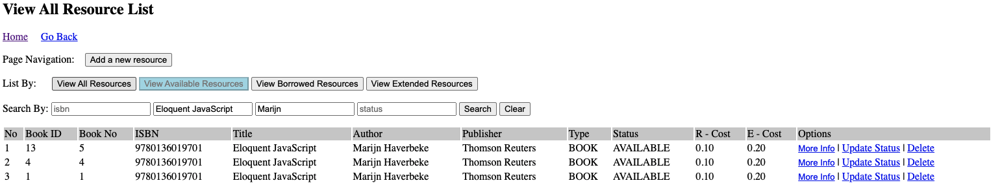 View All Resource List
Home Go Back
Page Navigation: Add a new resource
List By: View All Resources View Available Resources View Borrowed Resources View Extended Resources
Search By: isbn Eloquent JavaScript Marijn status Search Clear
No Book ID Book No ISBN Title Author Publisher Type Status R - Cost E - Cost Options
1 13 5 9780136019701 Eloquent JavaScript Marijn Haverbeke Thomson Reuters BOOK AVAILABLE 0.10 0.20 More Info | Update Status | Delete
2 4 4 9780136019701 Eloquent JavaScript Marijn Haverbeke Thomson Reuters BOOK AVAILABLE 0.10 0.20 More Info | Update Status | Delete
3 1 1 9780136019701 Eloquent JavaScript Marijn Haverbeke Thomson Reuters BOOK AVAILABLE 0.10 0.20 More Info | Update Status | Delete